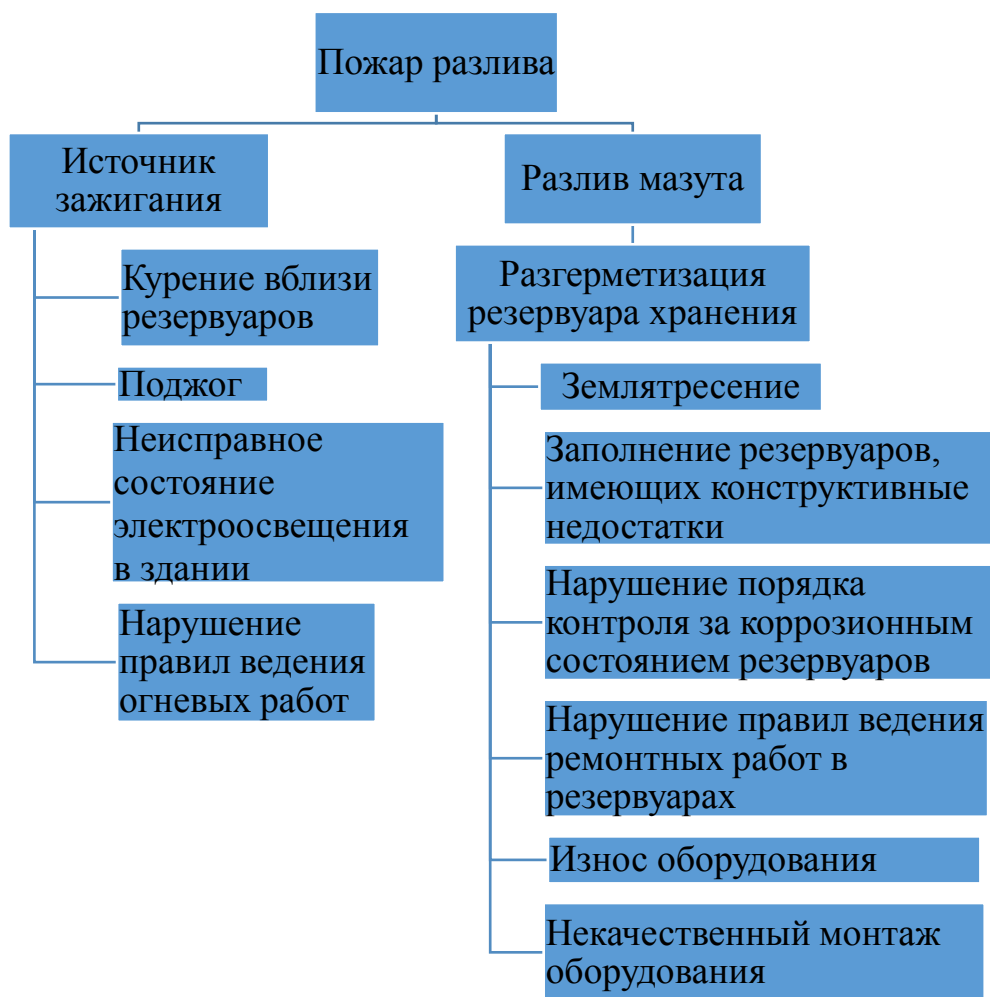 Пожар разлива
Источник
зажигания
Курение вблизи
резервуаров
Поджог
Неисправное
состояние
электроосвещения
в здании
Нарушение
правил ведения
огневых работ
Разлив мазута
Разгерметизация
резервуара хранения
Землятресение
Заполнение резервуаров,
имеющих конструктивные
недостатки
Нарушение порядка
контроля за коррозионным
состоянием резервуаров
Нарушение правил ведения
ремонтных работ в
резервуарах
Износ оборудования
Некачественный монтаж
оборудования